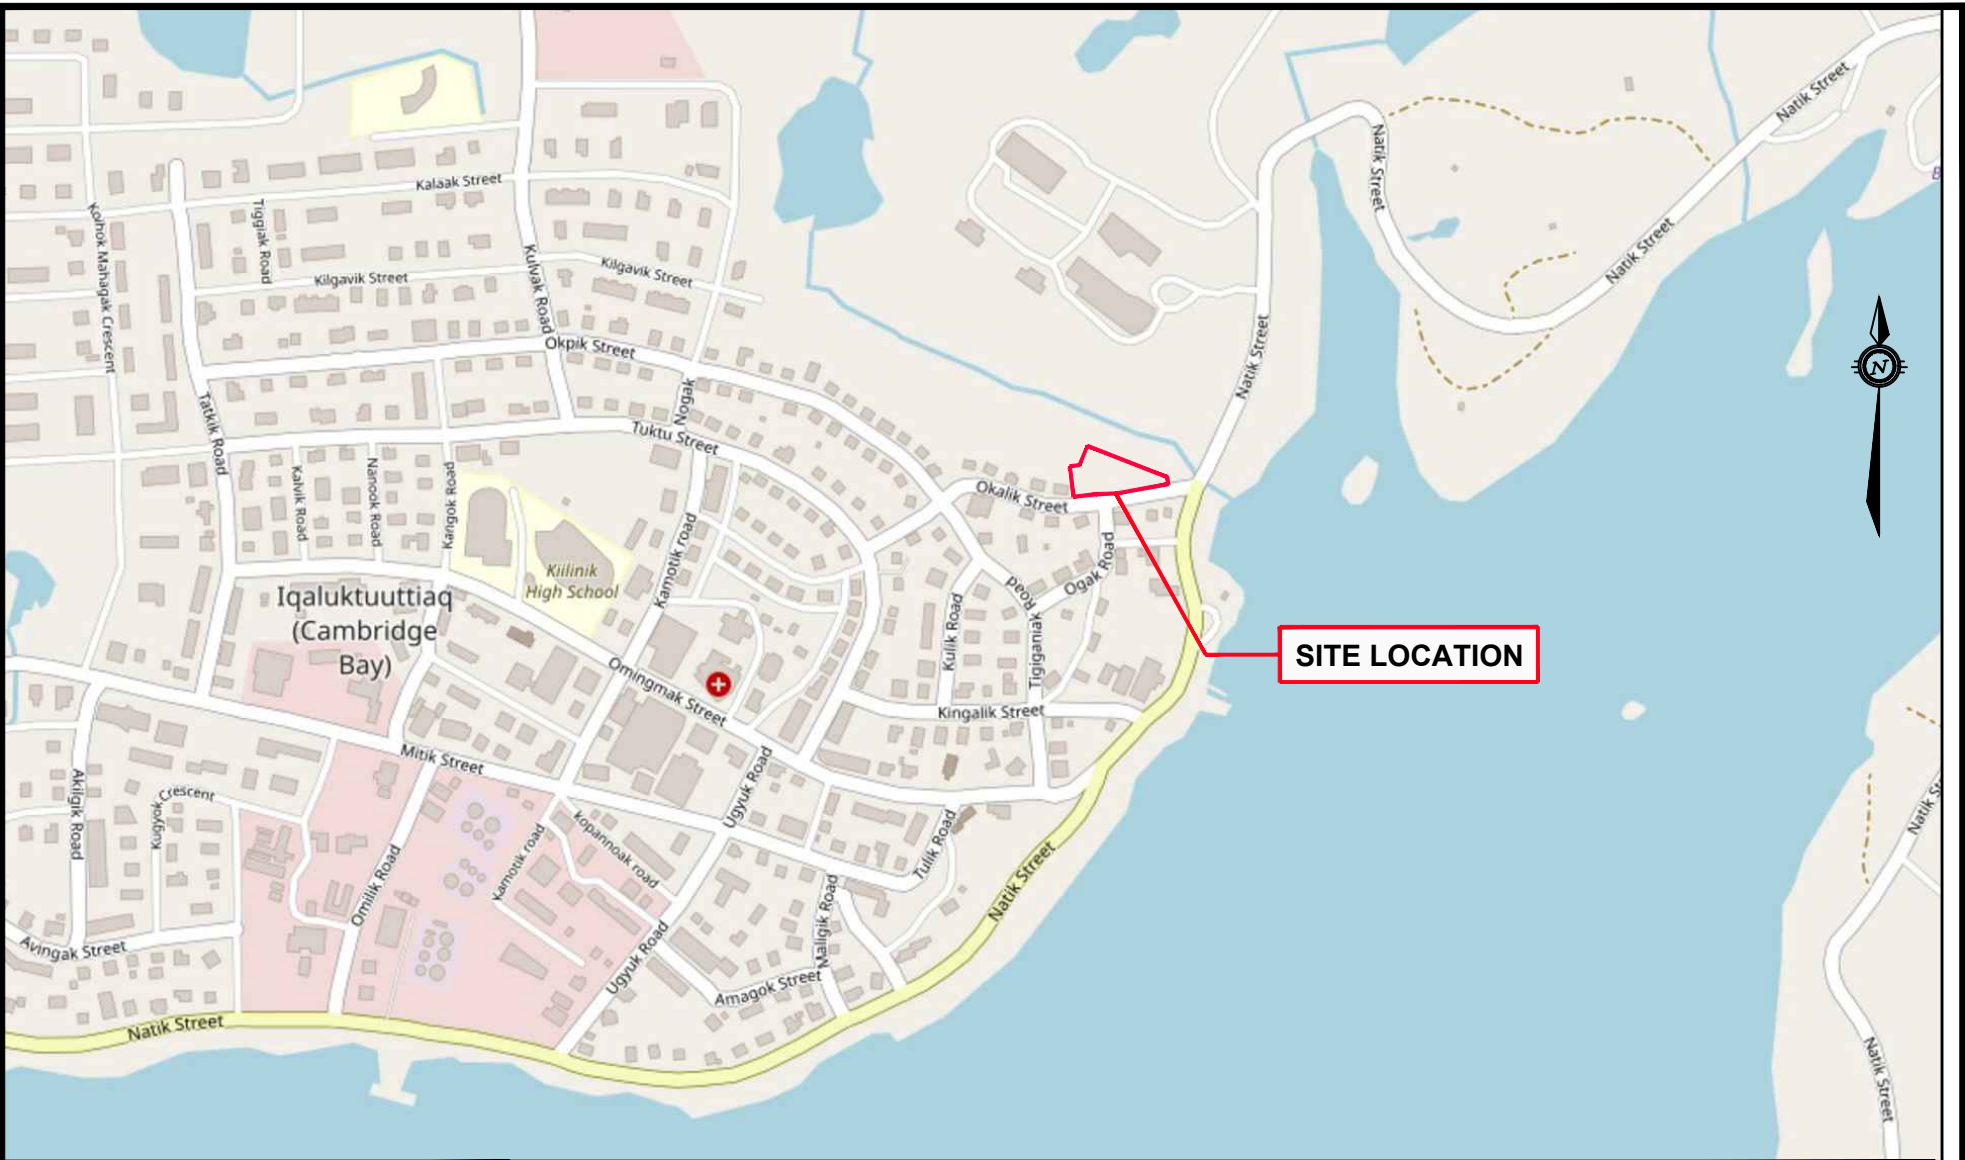 Natik Street
Natik Street
Kalaak Street
Tiggiak Road
Koihok Mahagak Crescent
Kilgavik Street
Kilgavik Street
Kulvak Road
Natik Street
N
Okpik Street
Natik Street
Nogak
Tatkik Road
Tuktu Street
Kalvik Road
Nanook Road
Kangok Road
Okalik Street
Kamotik road
Kiilinik
High School
Iqaluktuuttiaq
(Cambridge
Bay)
Ogak Road
Kulik Road
Tigiganiak Road
SITE LOCATION
Omingmak Street
Kingalik Street
Mitik Street
Ugyuk Road
Akilgik Road
Kugyok Crescent
Kopannoak road
Kamotik road
Tulik Road
Natik St
Omilik Road
Maligik Road
Natik Street
Avingak Street
Ugyuk Road
Amagok Street
Natik Street
Natik Street